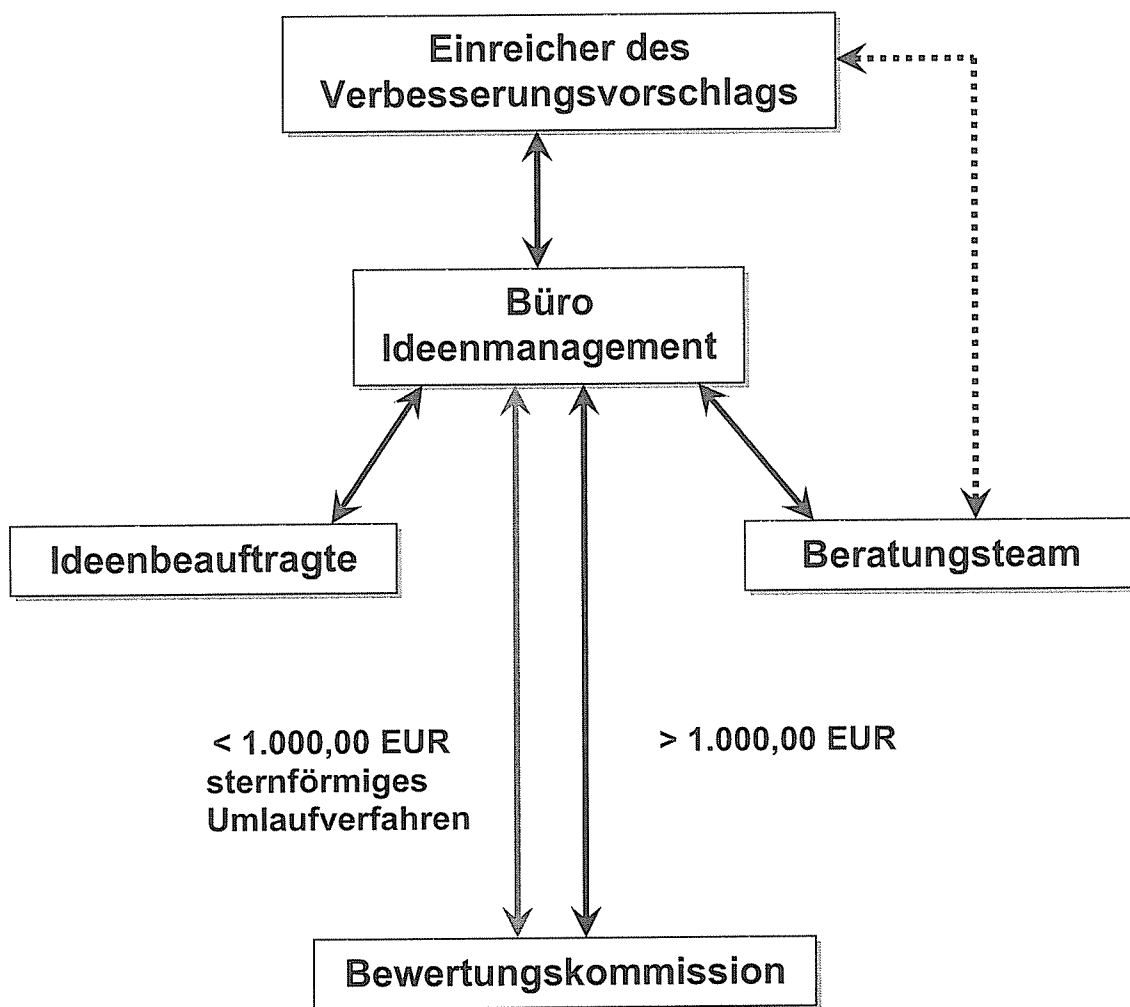 Einreicher des
Verbesserungsvorschlags
Büro
Ideenmanagement
Ideenbeauftragte
Beratungsteam
< 1.000,00 EUR
sternförmiges
Umlaufverfahren
> 1.000,00 EUR
Bewertungskommission